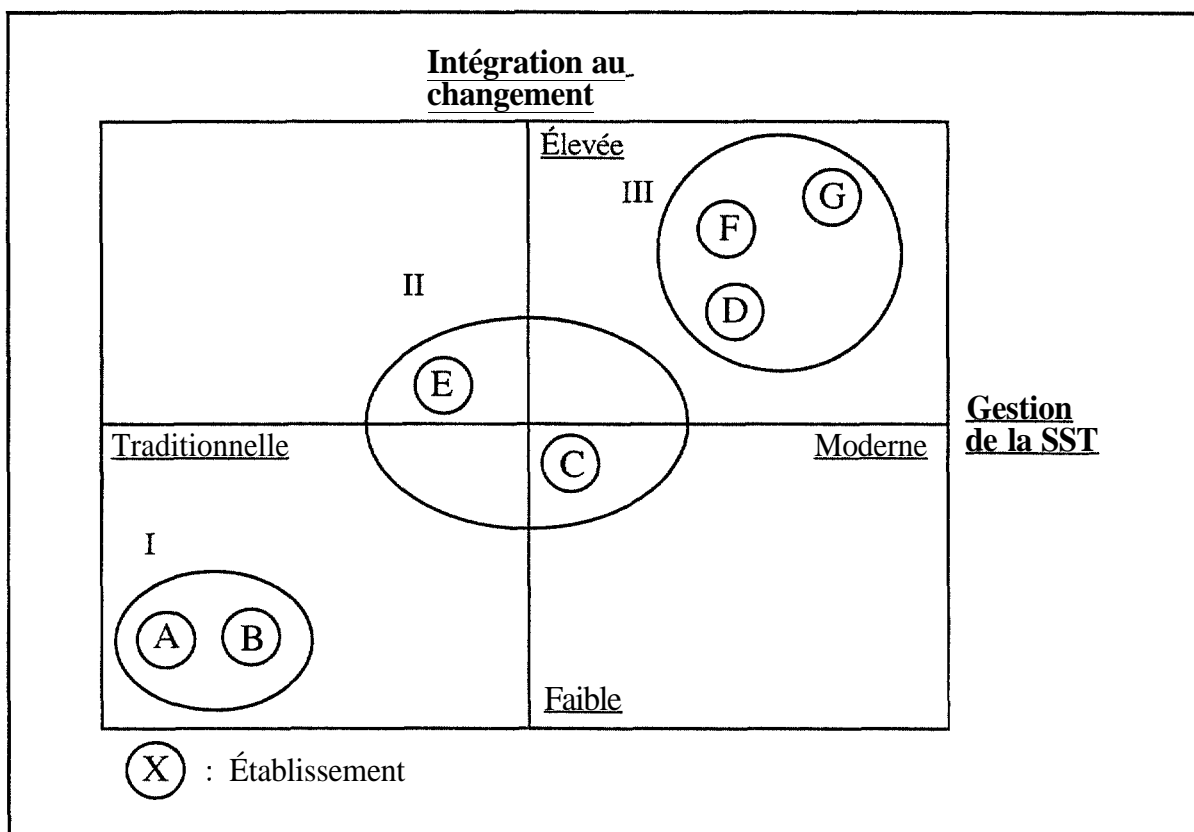 Intégration au
changement
Élevée
III
G
F
II
D
E
Gestion
de la SST
Traditionnelle
Moderne
C
I
A B
Faible
X : Établissement